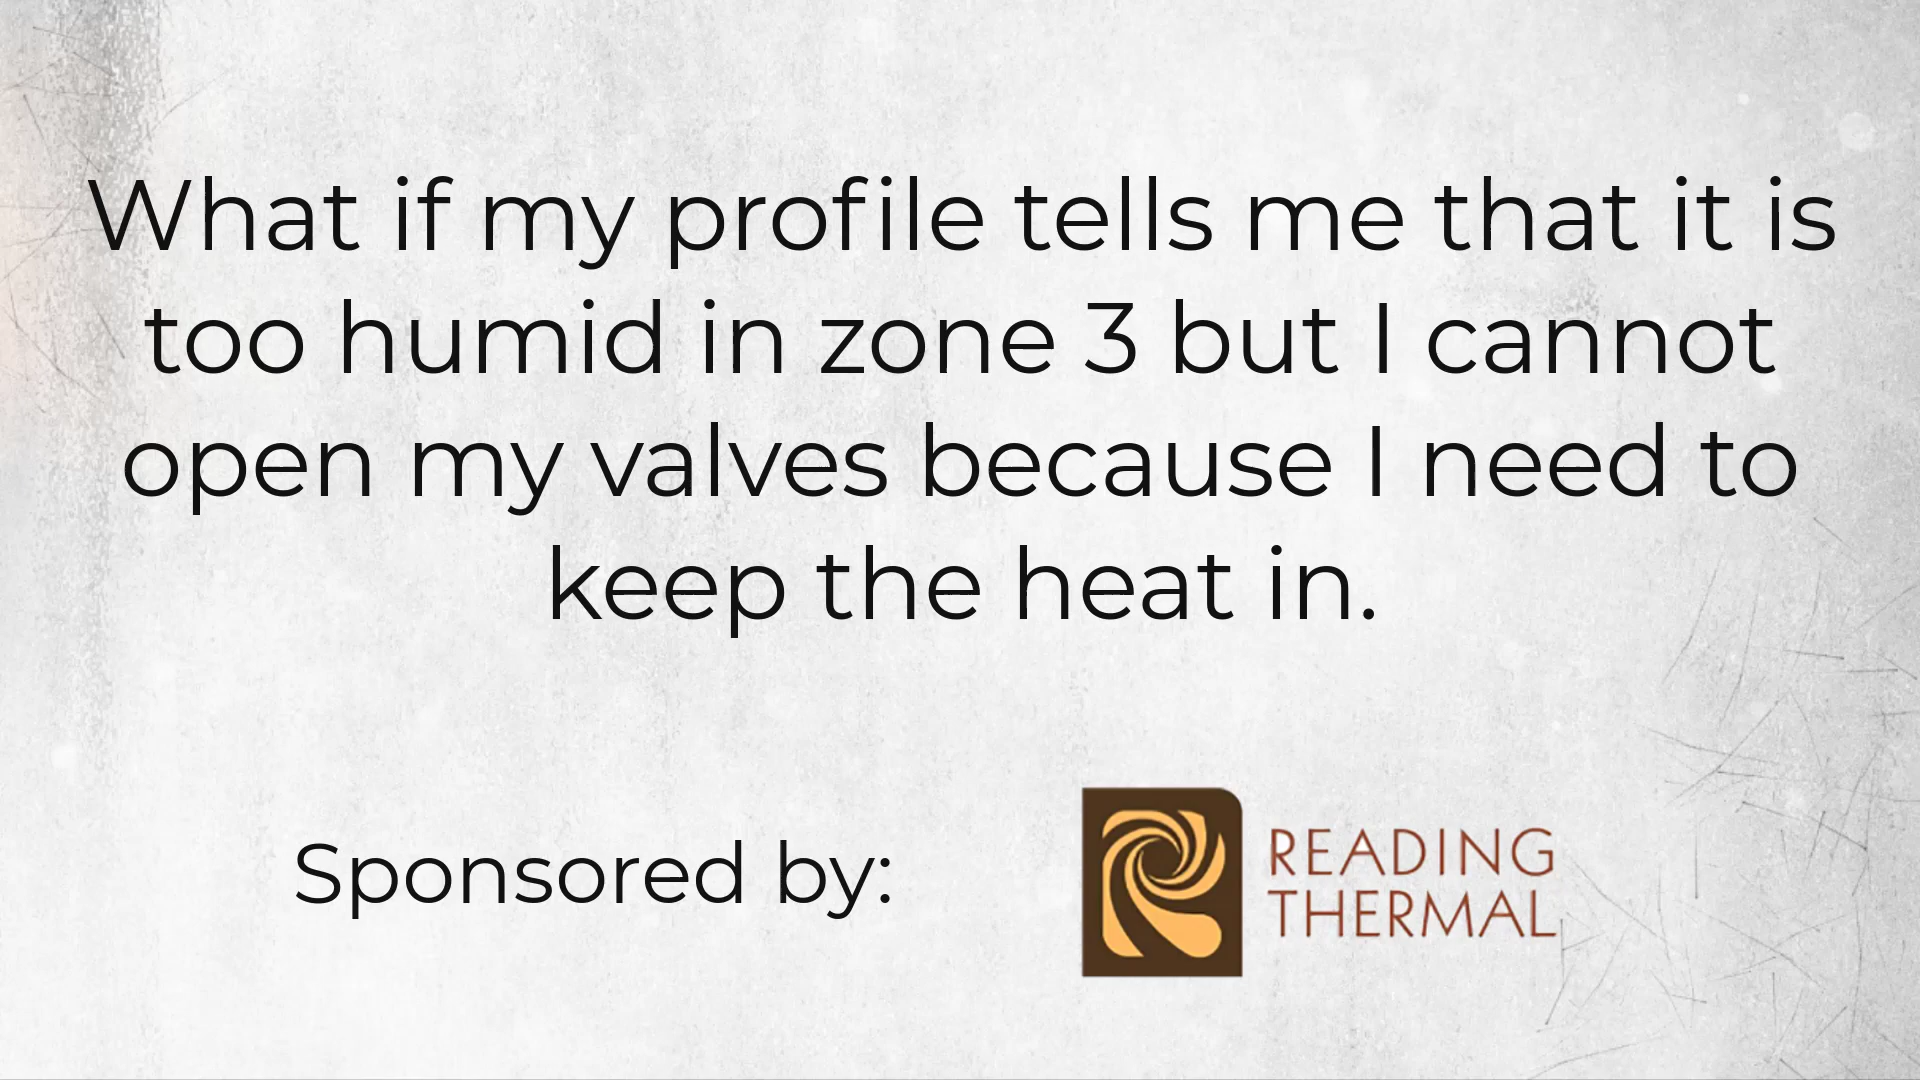 What if my profile tells me that it is
too humid in zone 3 but I cannot
open my valves because I need to
keep the heat in.
Sponsored by:
READING
THERMAL